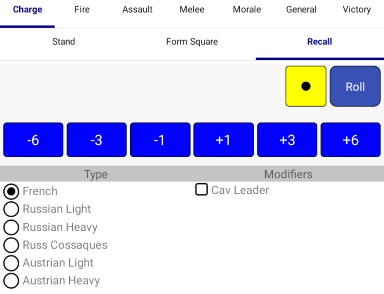 Charge Fire Assault Melee Morale General Victory
Stand Form Square Recall
Roll
-6 -3 -1 +1 +3 +6
Type Modifiers
French Cav Leader
Russian Light
Russian Heavy
Russ Cossaques
Austrian Light
Austrian Heavy